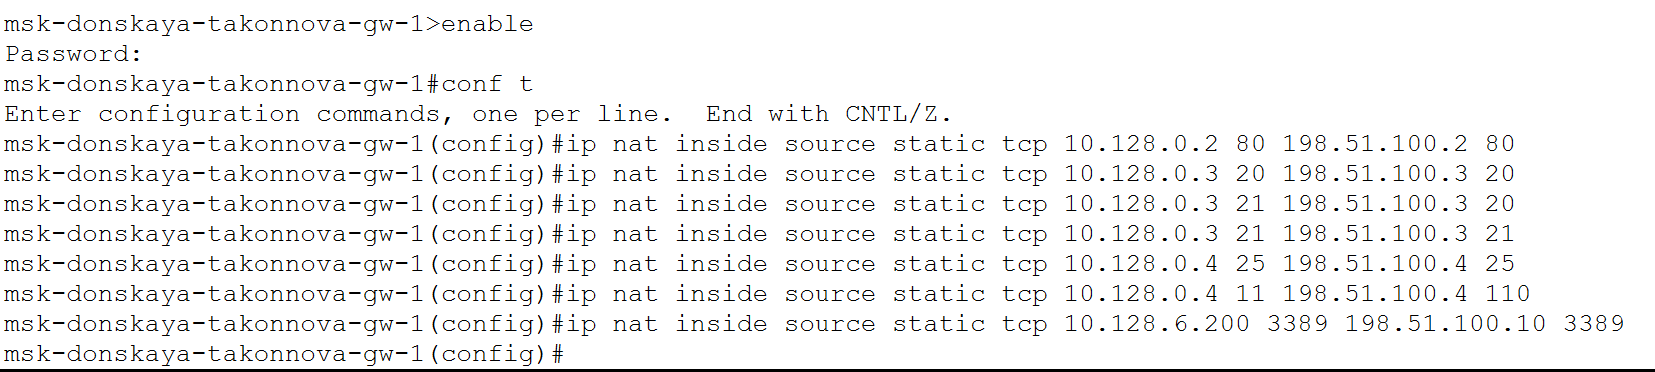 msk-donskaya-takonnova-gw-1>enable
Password:
msk-donskaya-takonnova-gw-1#conf t
Enter configuration commands, one per line.  End with CNTL/Z.
msk-donskaya-takonnova-gw-1(config)#ip nat inside source static tcp 10.128.0.2 80 198.51.100.2 80
msk-donskaya-takonnova-gw-1(config)#ip nat inside source static tcp 10.128.0.3 20 198.51.100.3 20
msk-donskaya-takonnova-gw-1(config)#ip nat inside source static tcp 10.128.0.3 21 198.51.100.3 20
msk-donskaya-takonnova-gw-1(config)#ip nat inside source static tcp 10.128.0.3 21 198.51.100.3 21
msk-donskaya-takonnova-gw-1(config)#ip nat inside source static tcp 10.128.0.4 25 198.51.100.4 25
msk-donskaya-takonnova-gw-1(config)#ip nat inside source static tcp 10.128.0.4 11 198.51.100.4 110
msk-donskaya-takonnova-gw-1(config)#ip nat inside source static tcp 10.128.6.200 3389 198.51.100.10 3389
msk-donskaya-takonnova-gw-1(config)#